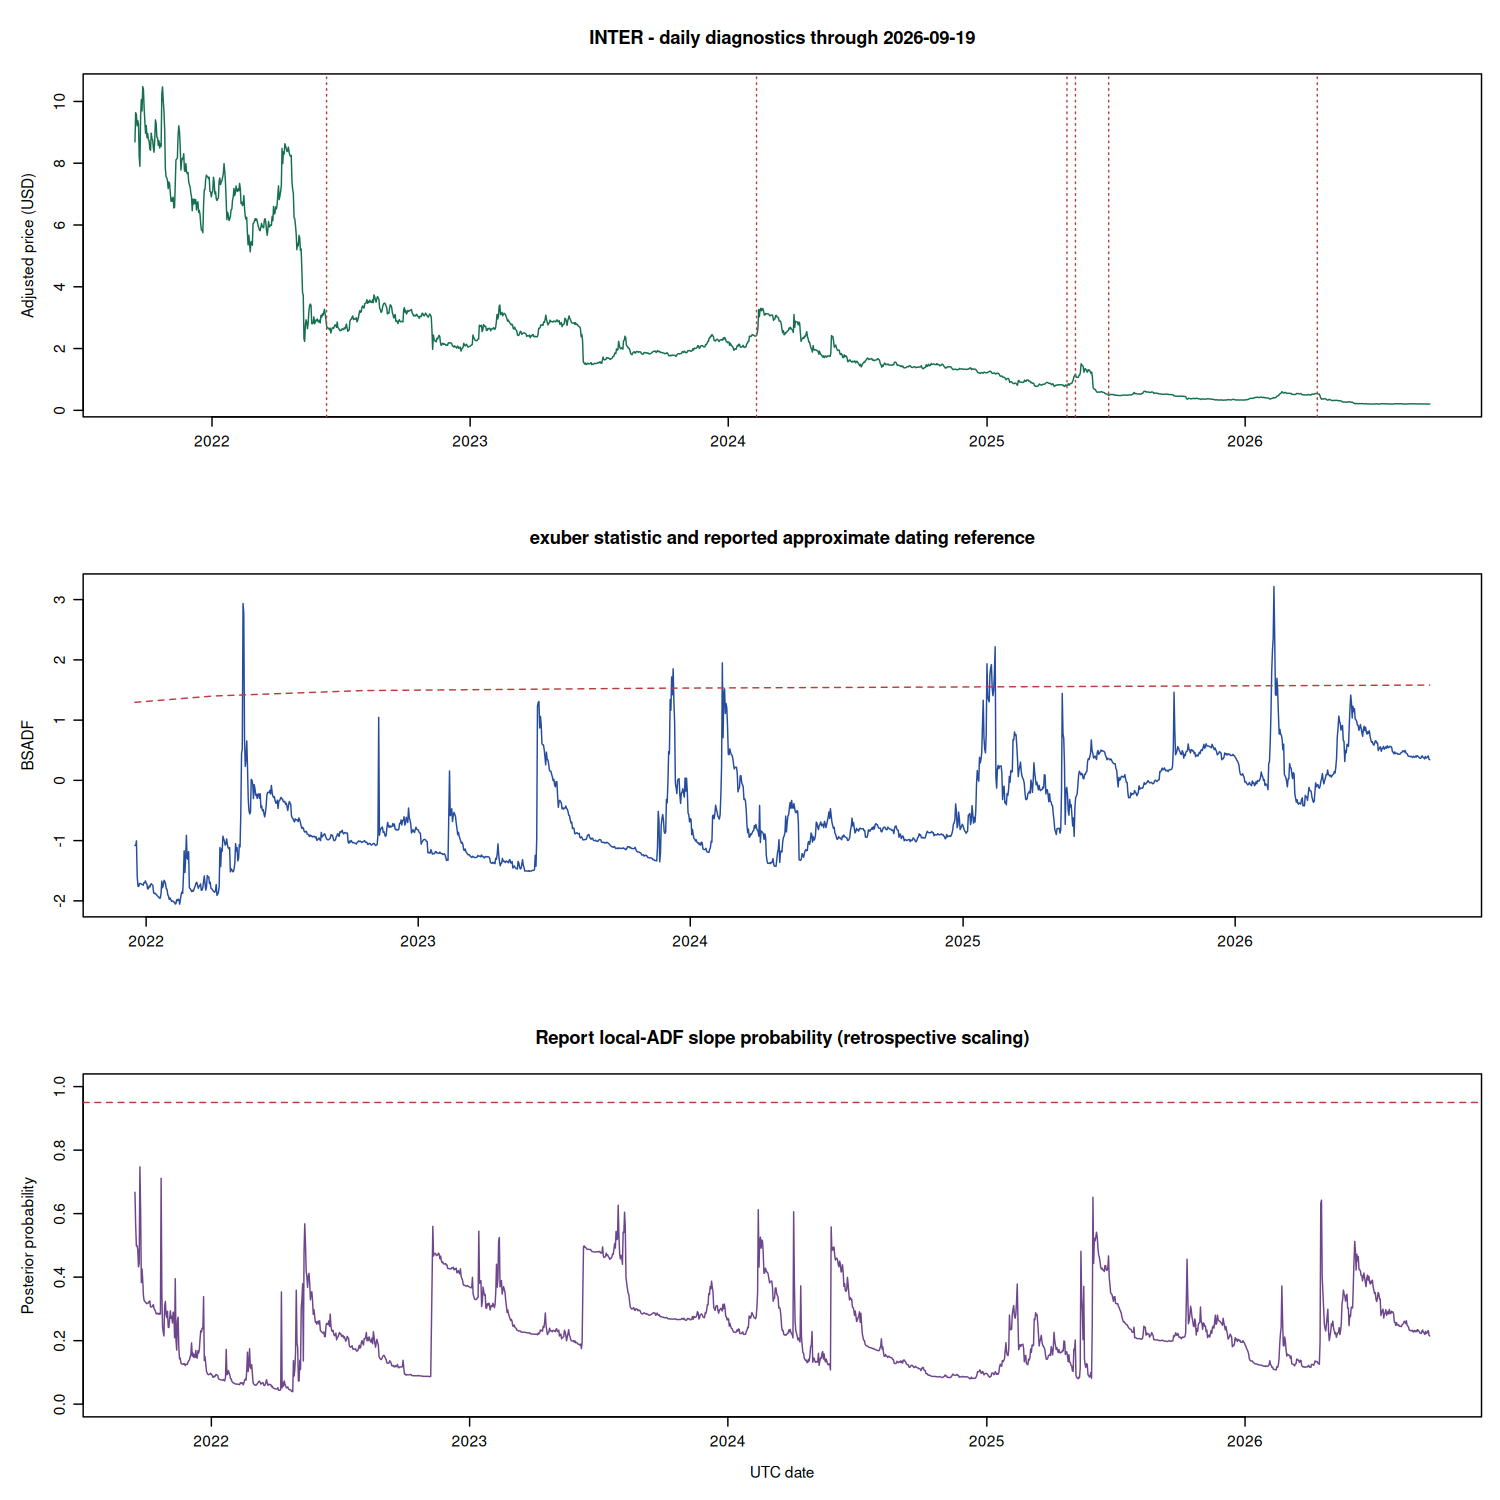 INTER - daily diagnostics through 2026-09-19
Adjusted price (USD)
10
8
6
4
2
0
2022 2023 2024 2025 2026
exuber statistic and reported approximate dating reference
BSADF
3
2
1
0
-1
-2
2022 2023 2024 2025 2026
Report local-ADF slope probability (retrospective scaling)
Posterior probability
1.0
0.8
0.6
0.4
0.2
0.0
2022 2023 2024 2025 2026
UTC date